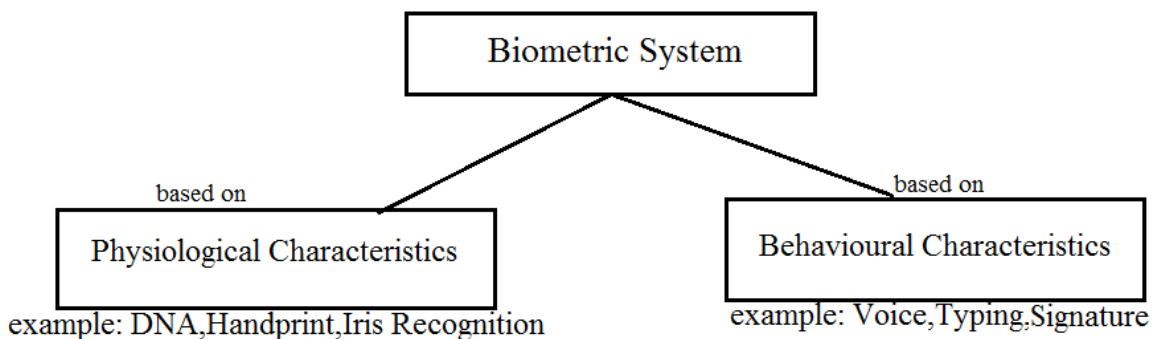 Biometric System
based on
Physiological Characteristics
example: DNA,Handprint,Iris Recognition
based on
Behavioural Characteristics
example: Voice,Typing,Signature